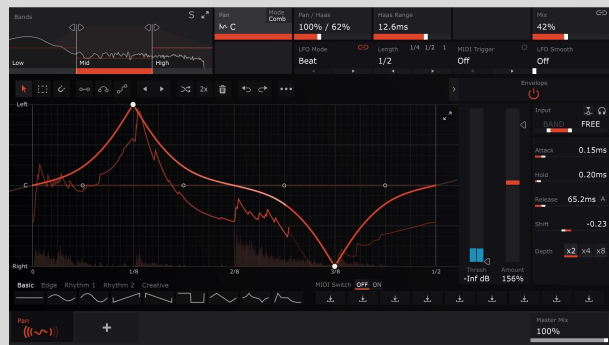 Bands
S
Pan
Mode
Comb
C
Pan / Haas
100% / 62%
Haas Range
12.6ms
Mix
42%
LFO Mode
Beat
Length 1/4 1/2 1
1/2
MIDI Trigger
Off
LFO Smooth
Off
Low
Mid
High
2x
Envelope
Left
C
Right
0
1/8
2/8
3/8
1/2
Input
BAND FREE
Attack 0.15ms
Hold 0.20ms
Release 65.2ms A
Shift -0.23
Depth x2 x4 x8
Thresh
-Inf dB
Amount
156%
Basic Edge Rhythm 1 Rhythm 2 Creative
MIDI Switch OFF ON
Pan
+
Master Mix
100%